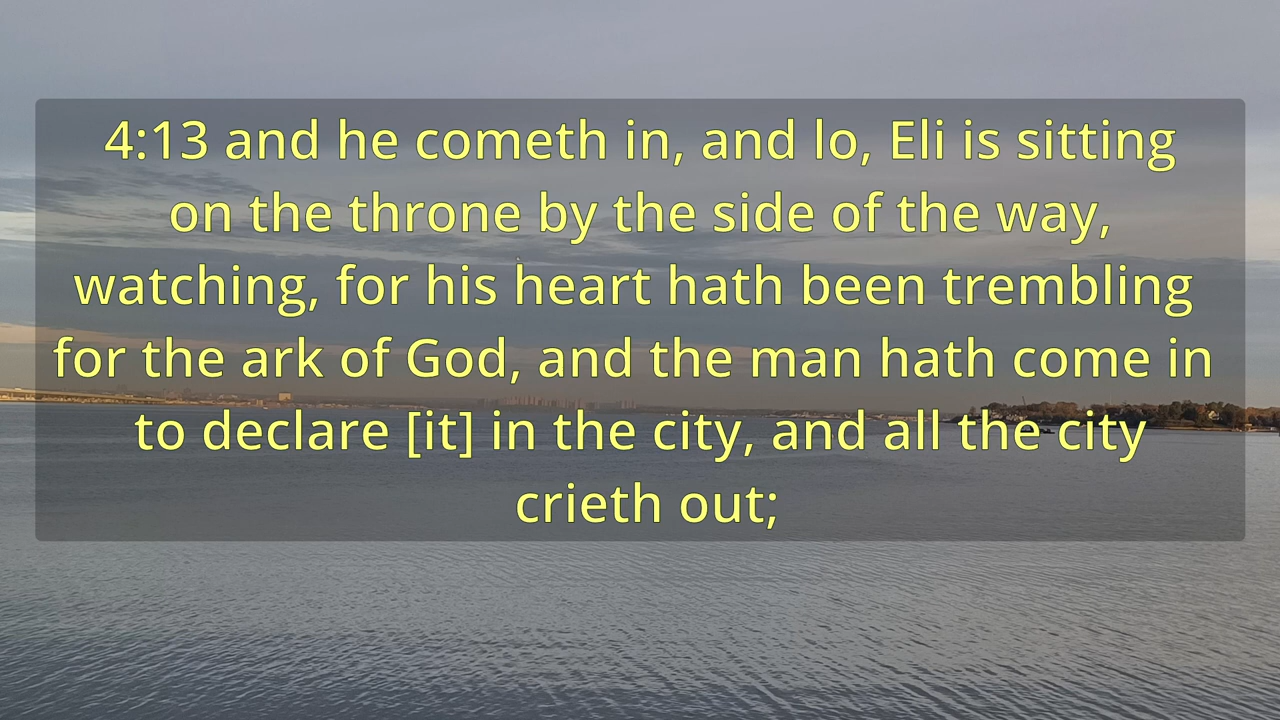 4:13 and he cometh in, and lo, Eli is sitting
on the throne by the side of the way,
watching, for his heart hath been trembling
for the ark of God, and the man hath come in
to declare [it] in the city, and all the city
crieth out;